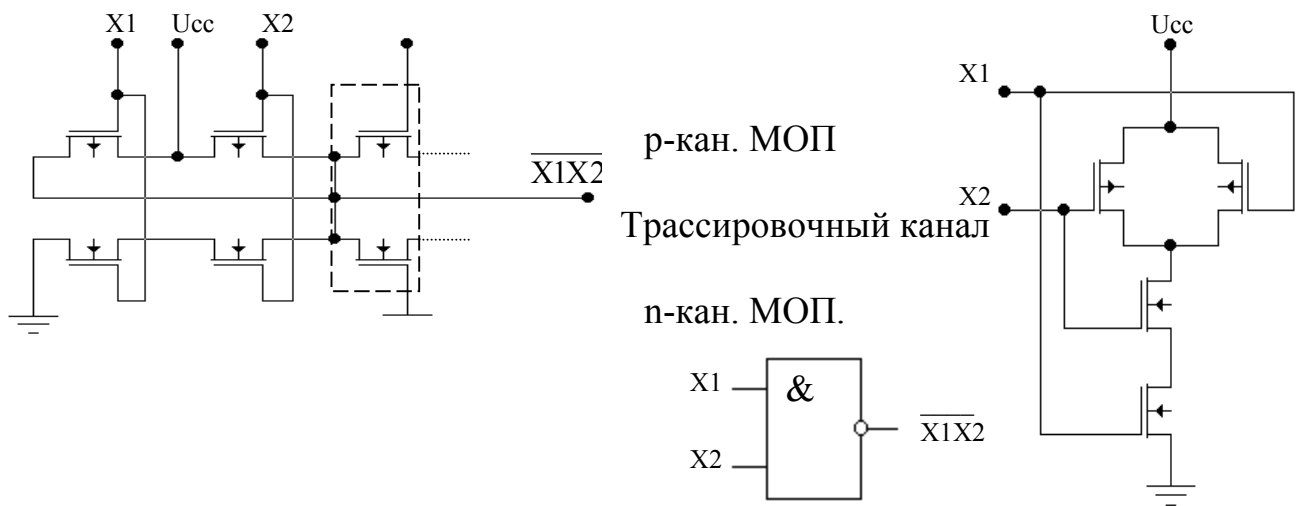 X1 Ucc X2
Ucc
X1
р-кан. МОП
X1X2
X2
Трассировочный канал
n-кан. МОП.
X1
&
X1X2
X2